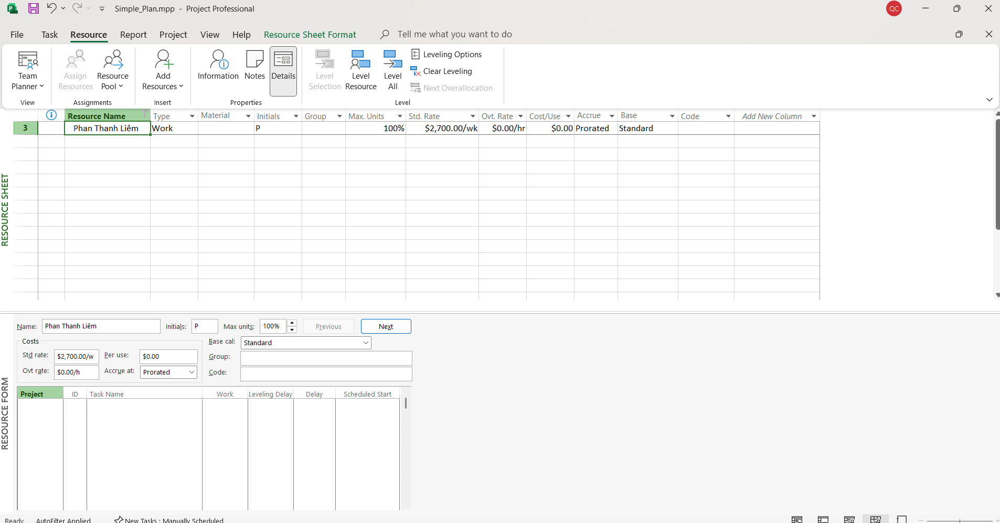 Simple_Plan.mpp - Project Professional
QC
File Task Resource Report Project View Help Resource Sheet Format Tell me what you want to do
Team Planner
View
Assign Resources
Resource Pool
Assignments
Add Resources
Insert
Information
Notes
Details
Properties
Level Selection
Level Resource
Level All
Leveling Options
Clear Leveling
Next Overallocation
Level
Resource Name Type Material Initials Group Max. Units Std. Rate Ovt. Rate Cost/Use Accrue Base Code Add New Column
3 Phan Thanh Liêm Work P 100% $2,700.00/wk $0.00/hr $0.00 Prorated Standard
RESOURCE SHEET
Name: Phan Thanh Liêm Initials: P Max units: 100% Previous Next
Costs
Base cal: Standard
Std rate: $2,700.00/w Per use: $0.00
Group:
Ovt rate: $0.00/h Accrue at: Prorated
Code:
Project ID Task Name Work Leveling Delay Delay Scheduled Start
RESOURCE FORM
Ready AutoFilter Applied New Tasks : Manually Scheduled